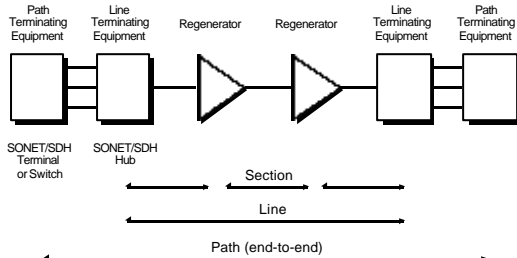 Path
Terminating
Equipment
Line
Terminating
Equipment
Regenerator
Regenerator
Line
Terminating
Equipment
Path
Terminating
Equipment
SONET/SDH
Terminal
or Switch
SONET/SDH
Hub
Section
Line
Path (end-to-end)